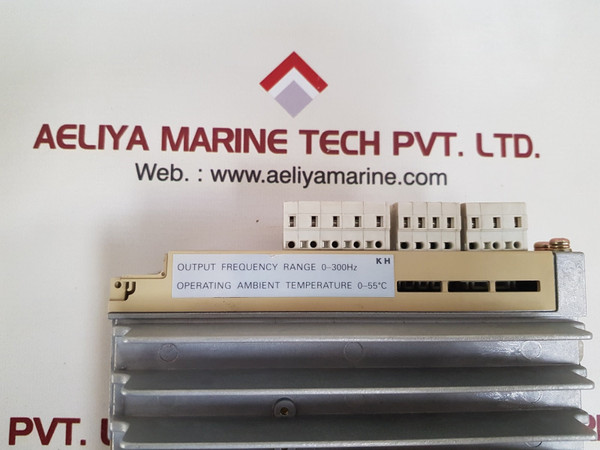 AELIYA MARINE TECH PVT. LTD.
Web. : www.aeliyamarine.com
KH
OUTPUT FREQUENCY RANGE 0–300Hz
OPERATING AMBIENT TEMPERATURE 0–55°C
PVT.